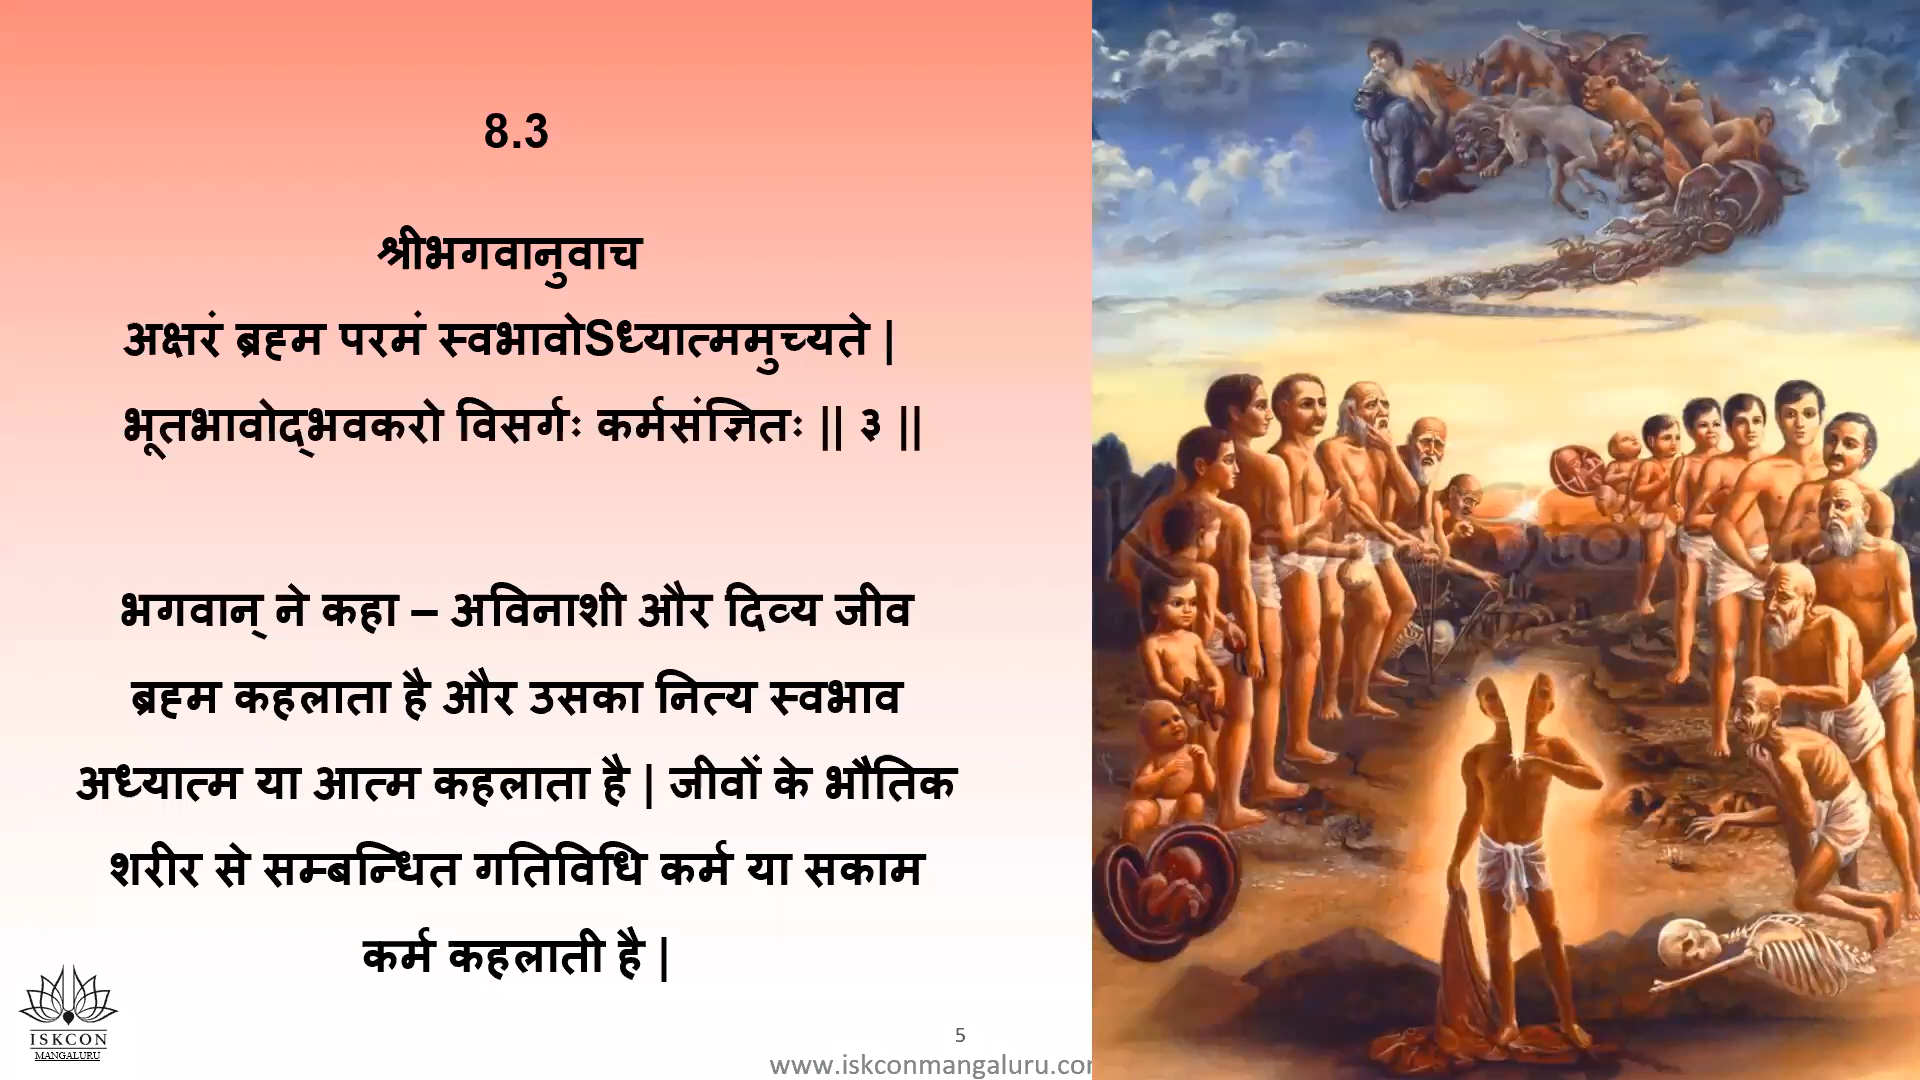 8.3
श्रीभगवानुवाच
अक्षरं ब्रह्म परमं स्वभावोSध्यात्ममुच्यते |
भूतभावोद्भवकरो विसर्गः कर्मसंज्ञितः || ३ ||
भगवान् ने कहा – अविनाशी और दिव्य जीव
ब्रह्म कहलाता है और उसका नित्य स्वभाव
अध्यात्म या आत्म कहलाता है | जीवों के भौतिक
शरीर से सम्बन्धित गतिविधि कर्म या सकाम
कर्म कहलाती है |
ISKCON
MANGALURU
5
www.iskconmangaluru.com